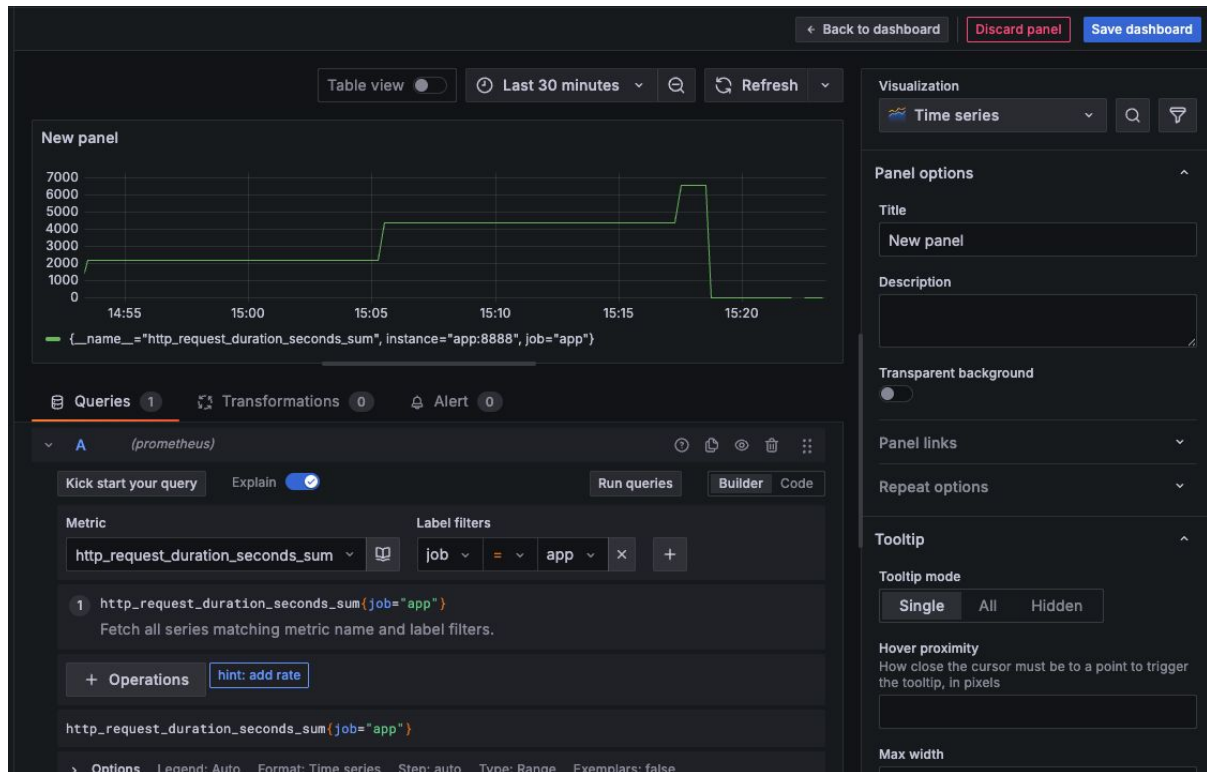 ← Back to dashboard Discard panel Save dashboard
Table view Last 30 minutes Refresh
New panel
7000
6000
5000
4000
3000
2000
1000
0
14:55 15:00 15:05 15:10 15:15 15:20
{__name__="http_request_duration_seconds_sum", instance="app:8888", job="app"}
Queries 1 Transformations 0 Alert 0
A (prometheus)
Kick start your query Explain Run queries Builder Code
Metric Label filters
http_request_duration_seconds_sum job = app × +
1 http_request_duration_seconds_sum{job="app"}
Fetch all series matching metric name and label filters.
+ Operations hint: add rate
http_request_duration_seconds_sum{job="app"}
Options Legend: Auto Format: Time series Step: auto Type: Range Exemplars: false
Visualization
Time series
Panel options
Title
New panel
Description
Transparent background
Panel links
Repeat options
Tooltip
Tooltip mode
Single All Hidden
Hover proximity
How close the cursor must be to a point to trigger
the tooltip, in pixels
Max width